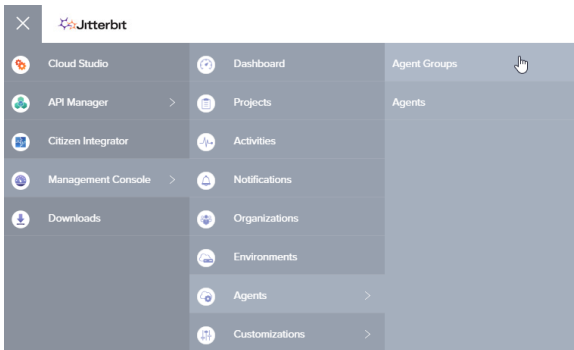 Jitterbit
Cloud Studio
API Manager
Citizen Integrator
Management Console
Downloads
Dashboard
Projects
Activities
Notifications
Organizations
Environments
Agents
Customizations
Agent Groups
Agents